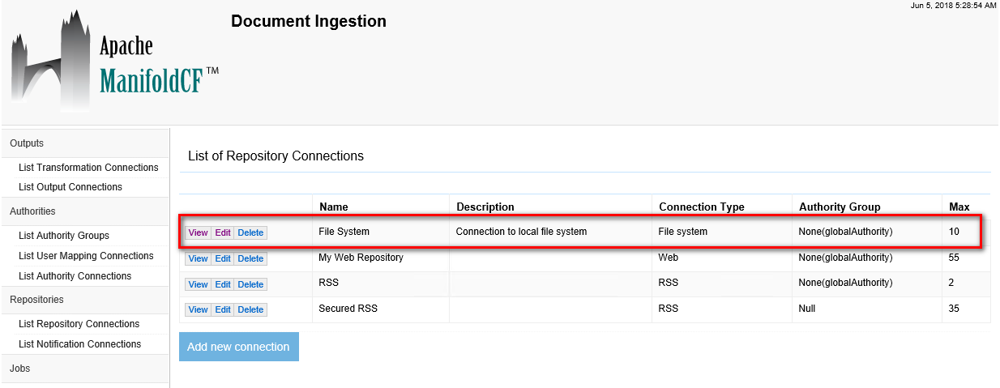 Jun 5, 2018 5:28:54 AM
Document Ingestion
Apache
ManifoldCF™
Outputs
List Transformation Connections
List Output Connections
Authorities
List Authority Groups
List User Mapping Connections
List Authority Connections
Repositories
List Repository Connections
List Notification Connections
Jobs
List of Repository Connections
Name Description Connection Type Authority Group Max
View Edit Delete File System Connection to local file system File system None(globalAuthority) 10
View Edit Delete My Web Repository Web None(globalAuthority) 55
View Edit Delete RSS RSS None(globalAuthority) 2
View Edit Delete Secured RSS RSS Null 35
Add new connection